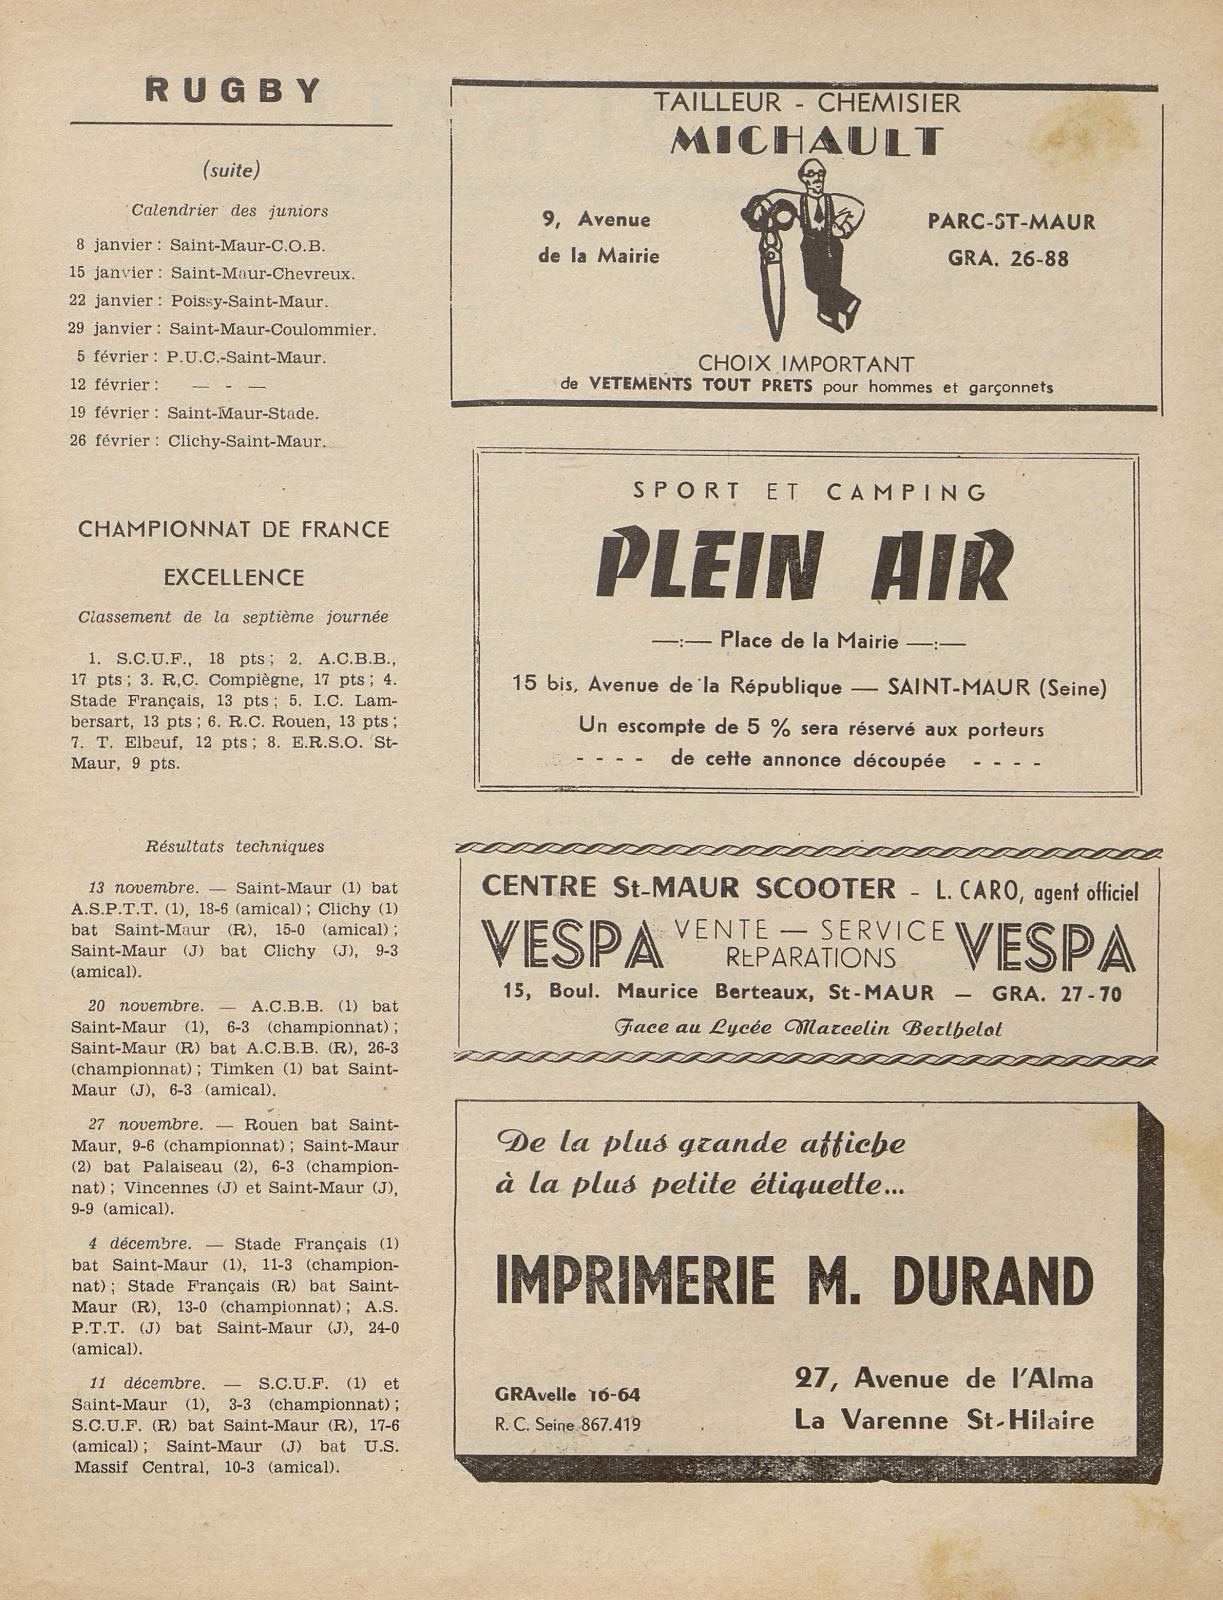 RUGBY
(suite)
Calendrier des juniors
8 janvier : Saint-Maur-C.O.B.
15 janvier : Saint-Maur-Chevreux.
22 janvier : Poissy-Saint-Maur.
29 janvier : Saint-Maur-Coulommier.
5 février : P.U.C.-Saint-Maur.
12 février : — - —
19 février : Saint-Maur-Stade.
26 février : Clichy-Saint-Maur.
CHAMPIONNAT DE FRANCE
EXCELLENCE
Classement de la septième journée
1. S.C.U.F., 18 pts ; 2. A.C.B.B.,
17 pts ; 3. R,C. Compiègne, 17 pts ; 4.
Stade Français, 13 pts ; 5. I.C. Lam-
bersart, 13 pts ; 6. R.C. Rouen, 13 pts ;
7. T. Elbeuf, 12 pts ; 8. E.R.S.O. St-
Maur, 9 pts.
Résultats techniques
13 novembre. — Saint-Maur (1) bat
A.S.P.T.T. (1), 18-6 (amical) ; Clichy (1)
bat Saint-Maur (R), 15-0 (amical) ;
Saint-Maur (J) bat Clichy (J), 9-3
(amical).
20 novembre. — A.C.B.B. (1) bat
Saint-Maur (1), 6-3 (championnat) ;
Saint-Maur (R) bat A.C.B.B. (R), 26-3
(championnat) ; Timken (1) bat Saint-
Maur (J), 6-3 (amical).
27 novembre. — Rouen bat Saint-
Maur, 9-6 (championnat) ; Saint-Maur
(2) bat Palaiseau (2), 6-3 (champion-
nat) ; Vincennes (J) et Saint-Maur (J),
9-9 (amical).
4 décembre. — Stade Français (1)
bat Saint-Maur (1), 11-3 (champion-
nat) ; Stade Français (R) bat Saint-
Maur (R), 13-0 (championnat) ; A.S.
P.T.T. (J) bat Saint-Maur (J), 24-0
(amical).
11 décembre. — S.C.U.F. (1) et
Saint-Maur (1), 3-3 (championnat) ;
S.C.U.F. (R) bat Saint-Maur (R), 17-6
(amical) ; Saint-Maur (J) bat U.S.
Massif Central, 10-3 (amical).
TAILLEUR - CHEMISIER
MICHAULT
9, Avenue
de la Mairie
PARC-ST-MAUR
GRA. 26-88
CHOIX IMPORTANT
de VETEMENTS TOUT PRETS pour hommes et garçonnets
SPORT ET CAMPING
PLEIN AIR
—:— Place de la Mairie —:—
15 bis, Avenue de la République — SAINT-MAUR (Seine)
Un escompte de 5 % sera réservé aux porteurs
- - - - de cette annonce découpée - - - -
CENTRE St-MAUR SCOOTER - L. CARO, agent officiel
VESPA VENTE — SERVICE VESPA
REPARATIONS
15, Boul. Maurice Berteaux, St-MAUR — GRA. 27-70
Face au Lycée Marcelin Berthelot
De la plus grande affiche
à la plus petite étiquette...
IMPRIMERIE M. DURAND
GRAvelle 16-64
R. C. Seine 867.419
27, Avenue de l'Alma
La Varenne St-Hilaire